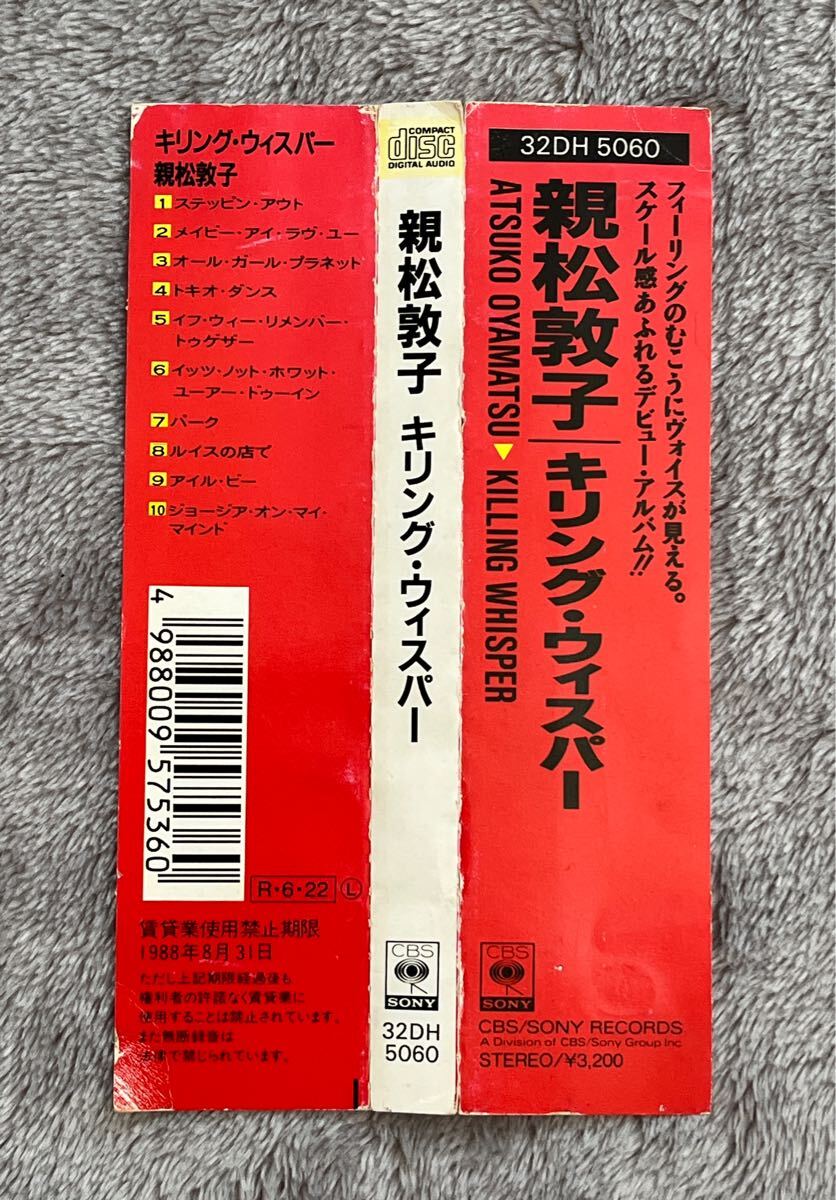 キリング・ウィスパー
親松敦子
1 ステッピン・アウト
2 メイビー・アイ・ラヴ・ユー
3 オール・ガール・プラネット
4 トキオ・ダンス
5 イフ・ウィー・リメンバー・
トゥゲザー
6 イッツ・ノット・ホワット・
ユーアー・ドゥーイン
7 パーク
8 ルイスの店で
9 アイル・ビー
10 ジョージア・オン・マイ・
マインド
4 988009 575360
R・6・22 L
賃貸業使用禁止期限
1988年8月31日
ただし上記期限経過後も
権利者の許諾なく賃貸業に
使用することは禁止されています。
また無断録音は
法律で禁じられています。
COMPACT
disc
DIGITAL AUDIO
親松敦子 キリング・ウィスパー
CBS
SONY
32DH
5060
32DH 5060
フィーリングのむこうにヴォイスが見える。
スケール感あふれるデビュー・アルバム!!
親松敦子|キリング・ウィスパー
ATSUKO OYAMATSU ▼ KILLING WHISPER
CBS
SONY
CBS/SONY RECORDS
A Division of CBS/Sony Group Inc
STEREO/¥3,200